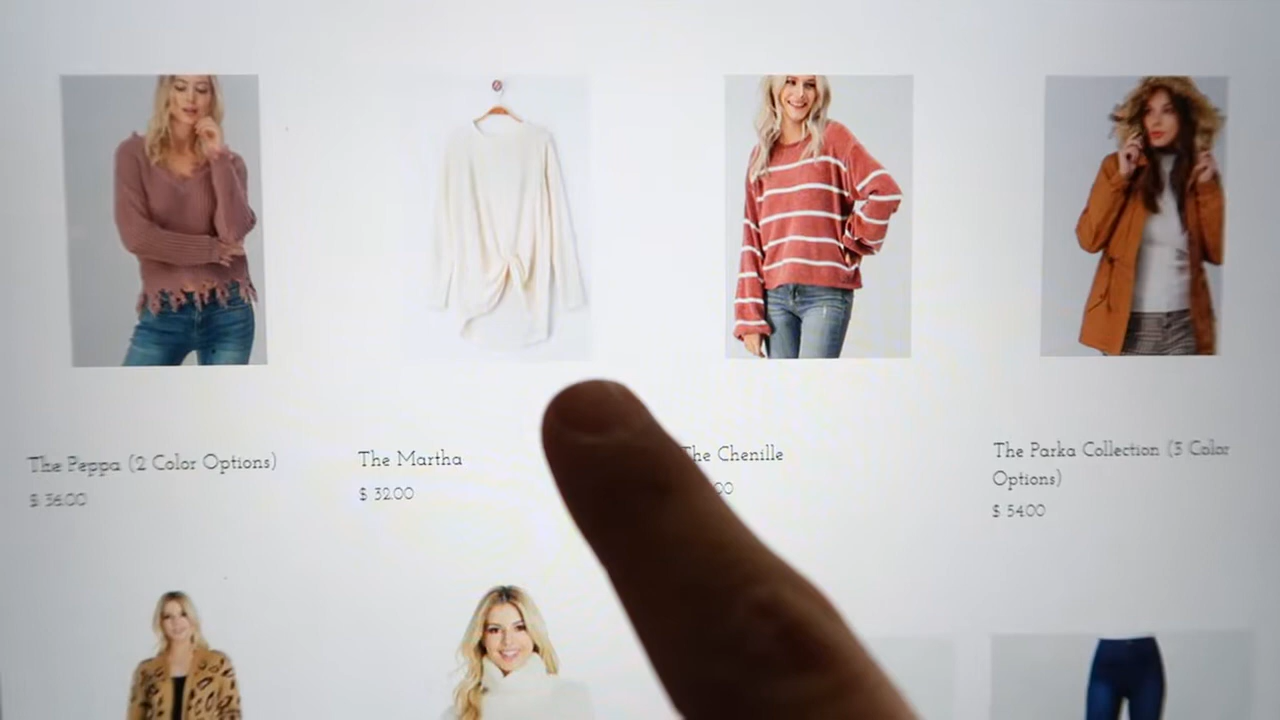 The Peppa (2 Color Options)
$ 36.00
The Martha
$ 32.00
The Chenille
00
The Parka Collection (3 Color
Options)
$ 54.00